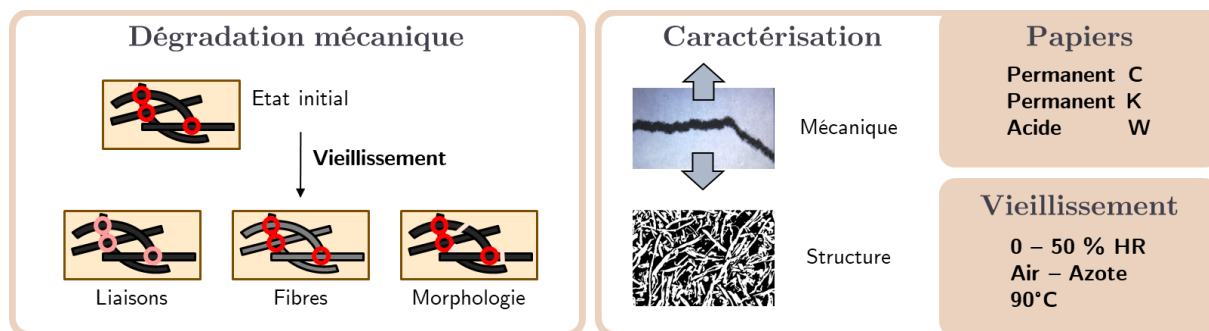 Dégradation mécanique
Etat initial
Vieillissement
Liaisons
Fibres
Morphologie
Caractérisation
Mécanique
Structure
Papiers
Permanent C
Permanent K
Acide W
Vieillissement
0 – 50 % HR
Air – Azote
90°C